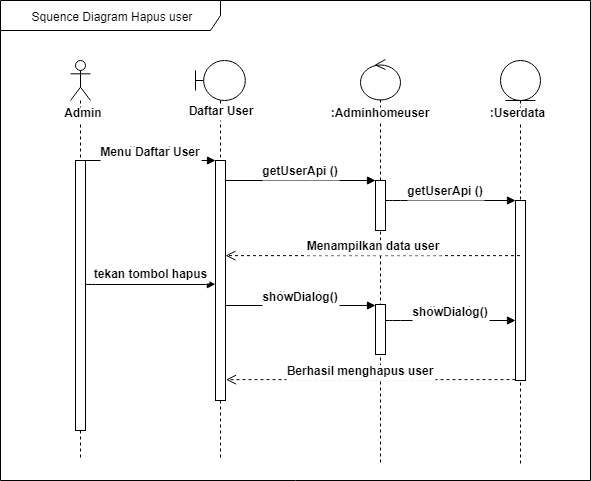 Squence Diagram Hapus user
Admin
Daftar User
:Adminhomeuser
:Userdata
Menu Daftar User
getUserApi ()
getUserApi ()
Menampilkan data user
tekan tombol hapus
showDialog()
showDialog()
Berhasil menghapus user